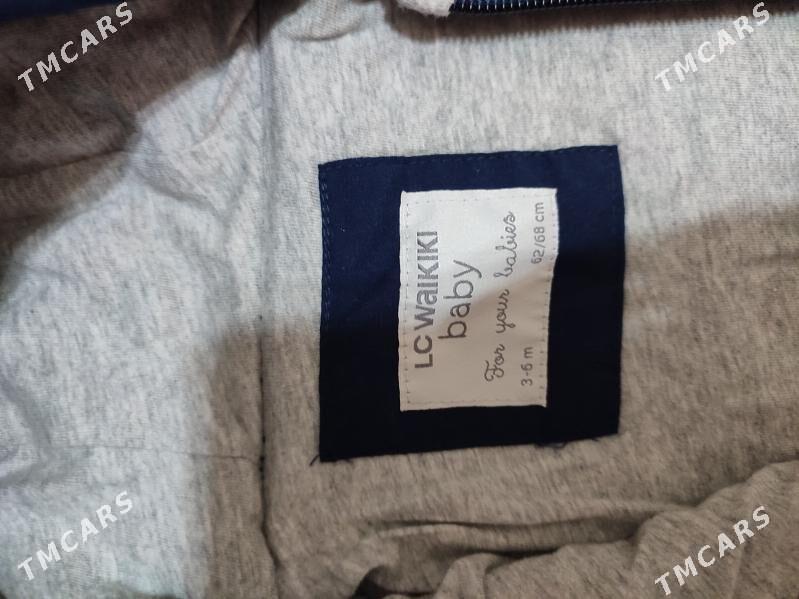 TMCARS
TMCARS
LC WAIKIKI
baby
For your babies
3-6 m 62/68 cm
TMCARS
TMCARS